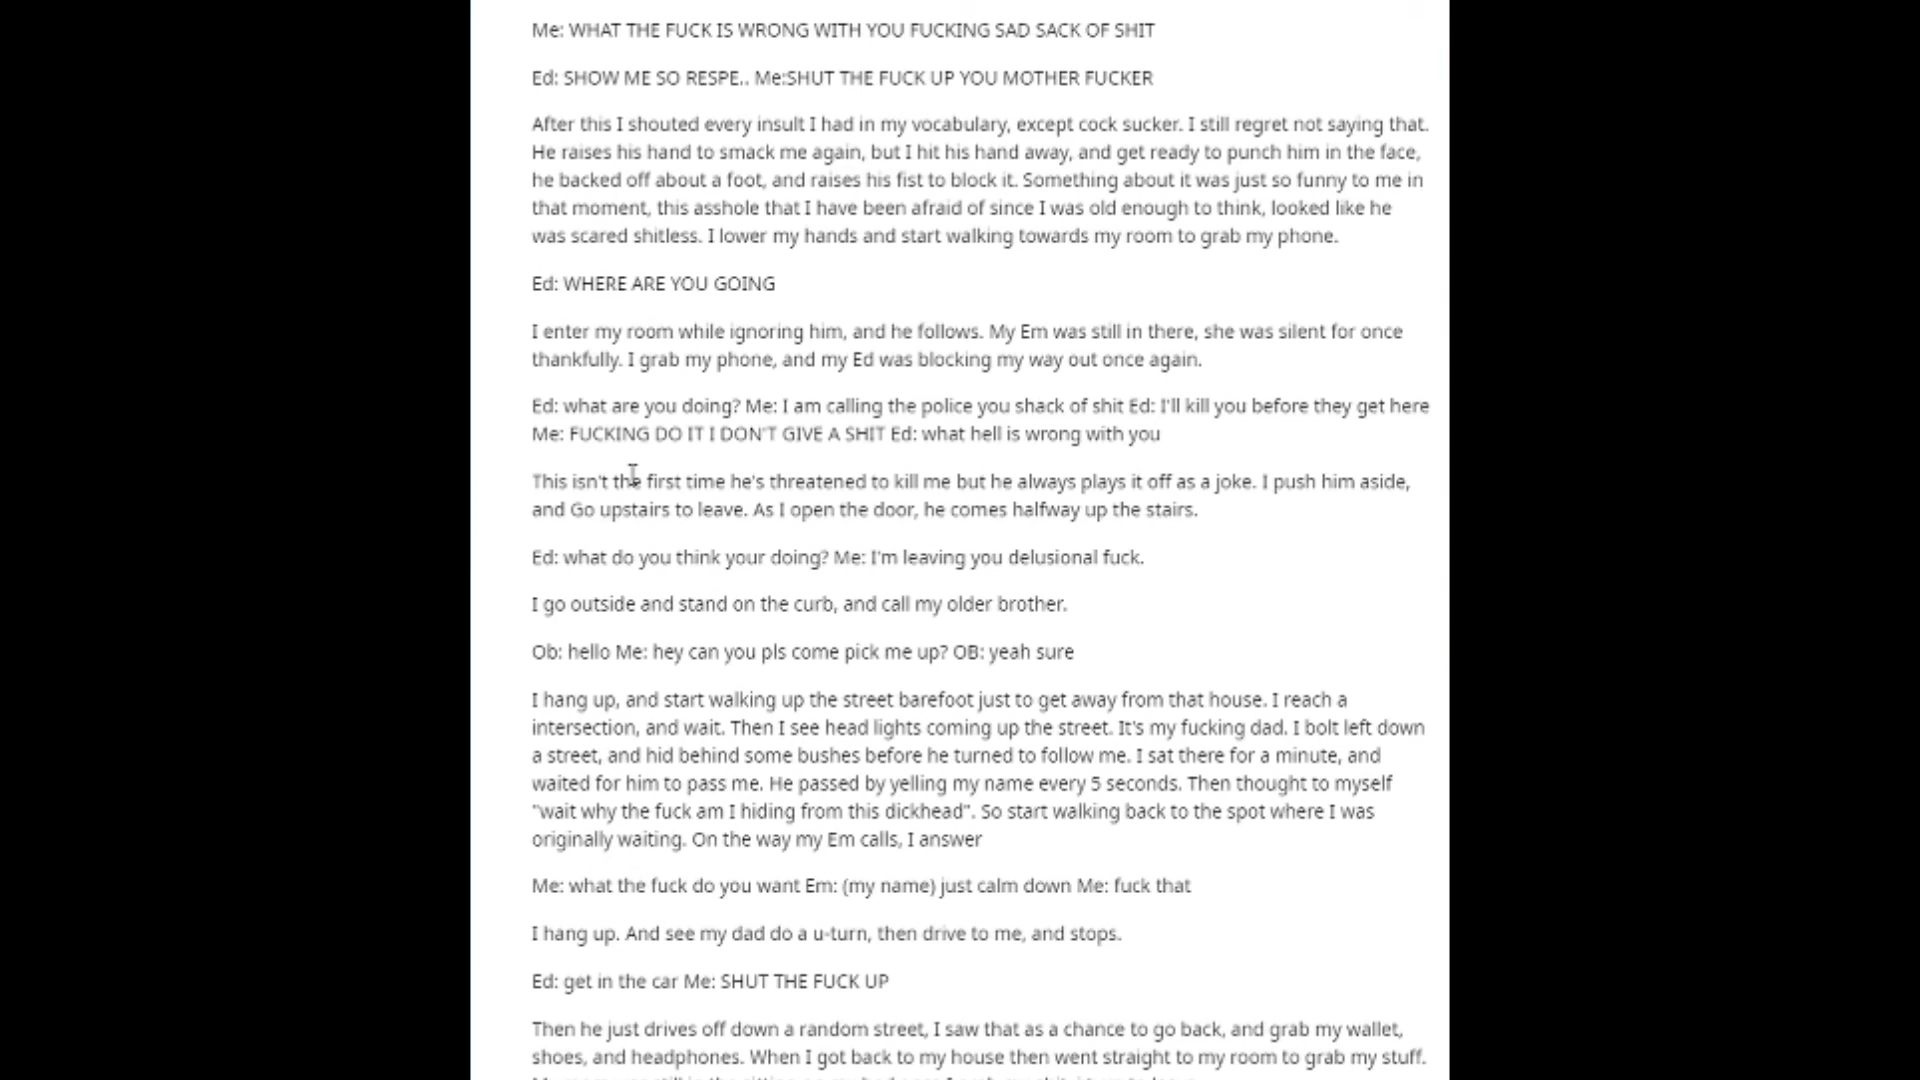 Me: WHAT THE FUCK IS WRONG WITH YOU FUCKING SAD SACK OF SHIT
Ed: SHOW ME SO RESPE.. Me:SHUT THE FUCK UP YOU MOTHER FUCKER
After this I shouted every insult I had in my vocabulary, except cock sucker. I still regret not saying that.
He raises his hand to smack me again, but I hit his hand away, and get ready to punch him in the face,
he backed off about a foot, and raises his fist to block it. Something about it was just so funny to me in
that moment, this asshole that I have been afraid of since I was old enough to think, looked like he
was scared shitless. I lower my hands and start walking towards my room to grab my phone.
Ed: WHERE ARE YOU GOING
I enter my room while ignoring him, and he follows. My Em was still in there, she was silent for once
thankfully. I grab my phone, and my Ed was blocking my way out once again.
Ed: what are you doing? Me: I am calling the police you shack of shit Ed: I'll kill you before they get here
Me: FUCKING DO IT I DON'T GIVE A SHIT Ed: what hell is wrong with you
This isn't the first time he's threatened to kill me but he always plays it off as a joke. I push him aside,
and Go upstairs to leave. As I open the door, he comes halfway up the stairs.
Ed: what do you think your doing? Me: I'm leaving you delusional fuck.
I go outside and stand on the curb, and call my older brother.
Ob: hello Me: hey can you pls come pick me up? OB: yeah sure
I hang up, and start walking up the street barefoot just to get away from that house. I reach a
intersection, and wait. Then I see head lights coming up the street. It's my fucking dad. I bolt left down
a street, and hid behind some bushes before he turned to follow me. I sat there for a minute, and
waited for him to pass me. He passed by yelling my name every 5 seconds. Then thought to myself
"wait why the fuck am I hiding from this dickhead". So start walking back to the spot where I was
originally waiting. On the way my Em calls, I answer
Me: what the fuck do you want Em: (my name) just calm down Me: fuck that
I hang up. And see my dad do a u-turn, then drive to me, and stops.
Ed: get in the car Me: SHUT THE FUCK UP
Then he just drives off down a random street, I saw that as a chance to go back, and grab my wallet,
shoes, and headphones. When I got back to my house then went straight to my room to grab my stuff.